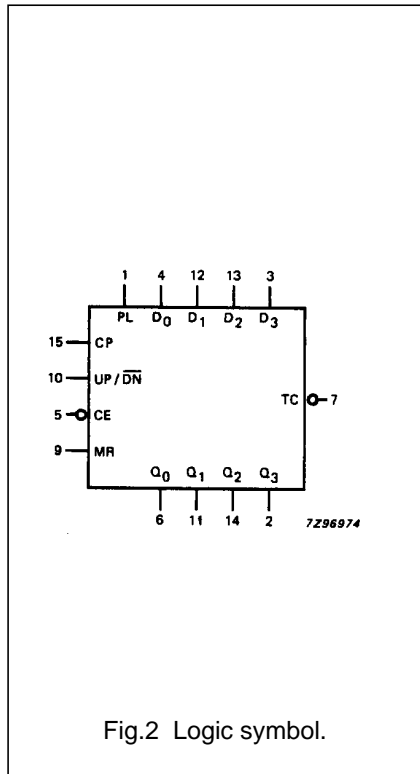 1 4 12 13 3
PL D0 D1 D2 D3
15 CP
10 UP/D̅N̅
TC 7
5 CE
9 MR
Q0 Q1 Q2 Q3
6 11 14 2
7Z96974
Fig.2 Logic symbol.